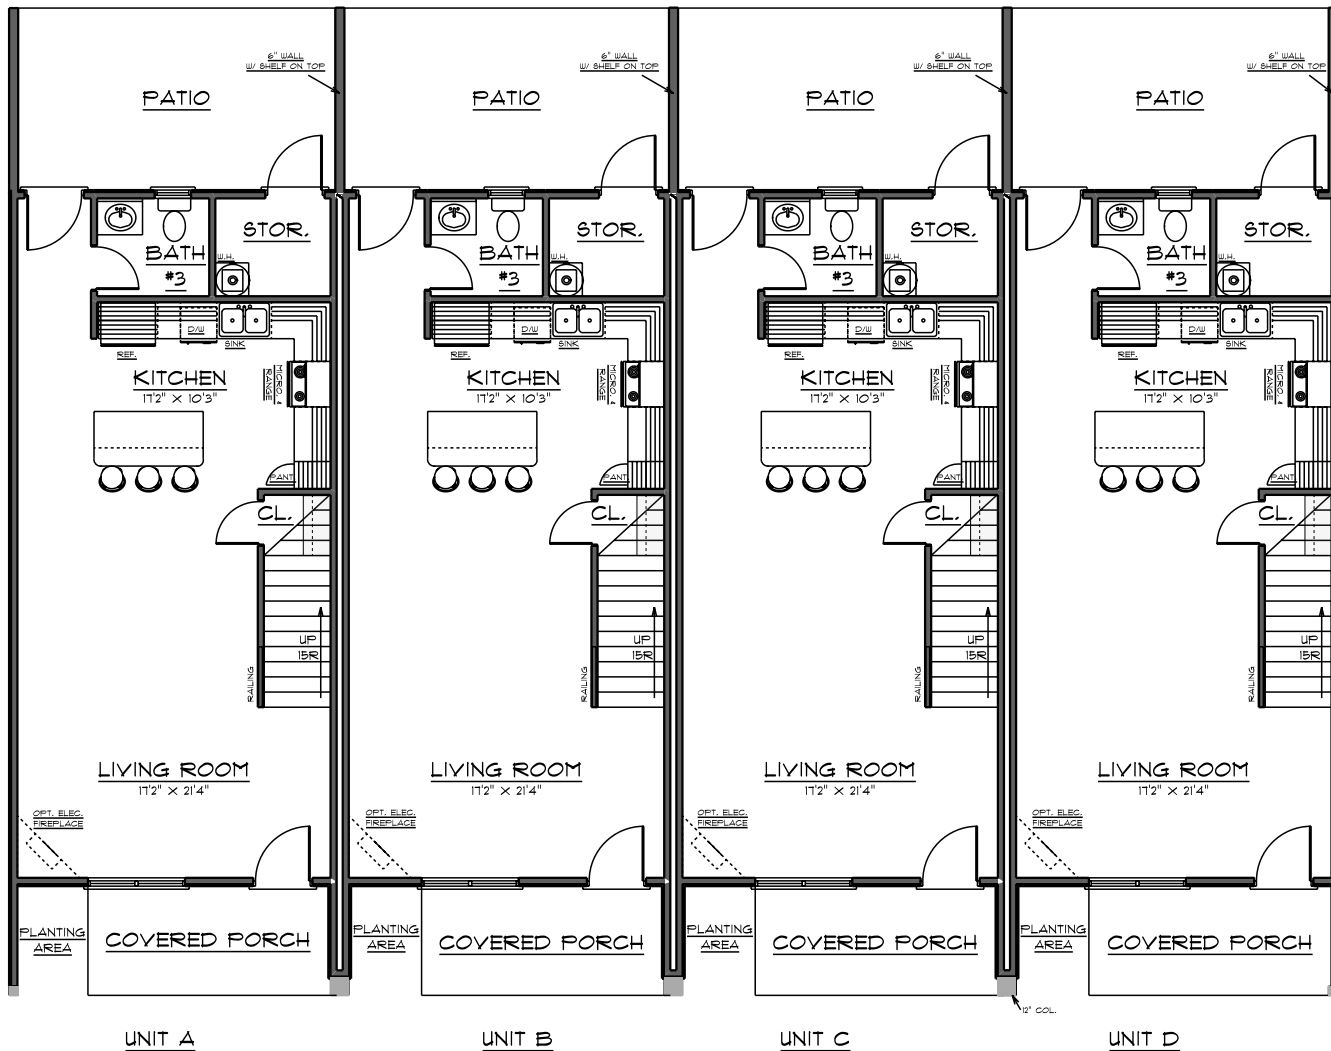 6" WALL
W/ SHELF ON TOP
6" WALL
W/ SHELF ON TOP
6" WALL
W/ SHELF ON TOP
6" WALL
W/ SHELF ON TOP
PATIO
PATIO
PATIO
PATIO
STOR.
STOR.
STOR.
STOR.
BATH
#3
BATH
#3
BATH
#3
BATH
#3
W.H.
W.H.
W.H.
W.H.
D/W
D/W
D/W
D/W
SINK
SINK
SINK
SINK
REF.
REF.
REF.
REF.
KITCHEN
17'2" X 10'3"
KITCHEN
17'2" X 10'3"
KITCHEN
17'2" X 10'3"
KITCHEN
17'2" X 10'3"
MICRO. &
RANGE
MICRO. &
RANGE
MICRO. &
RANGE
MICRO. &
RANGE
PANT.
PANT.
PANT.
PANT.
CL.
CL.
CL.
CL.
UP
15R
UP
15R
UP
15R
UP
15R
RAILING
RAILING
RAILING
RAILING
LIVING ROOM
17'2" X 21'4"
LIVING ROOM
17'2" X 21'4"
LIVING ROOM
17'2" X 21'4"
LIVING ROOM
17'2" X 21'4"
OPT. ELEC.
FIREPLACE
OPT. ELEC.
FIREPLACE
OPT. ELEC.
FIREPLACE
OPT. ELEC.
FIREPLACE
PLANTING
AREA
COVERED PORCH
PLANTING
AREA
COVERED PORCH
PLANTING
AREA
COVERED PORCH
PLANTING
AREA
COVERED PORCH
12" COL.
UNIT A
UNIT B
UNIT C
UNIT D